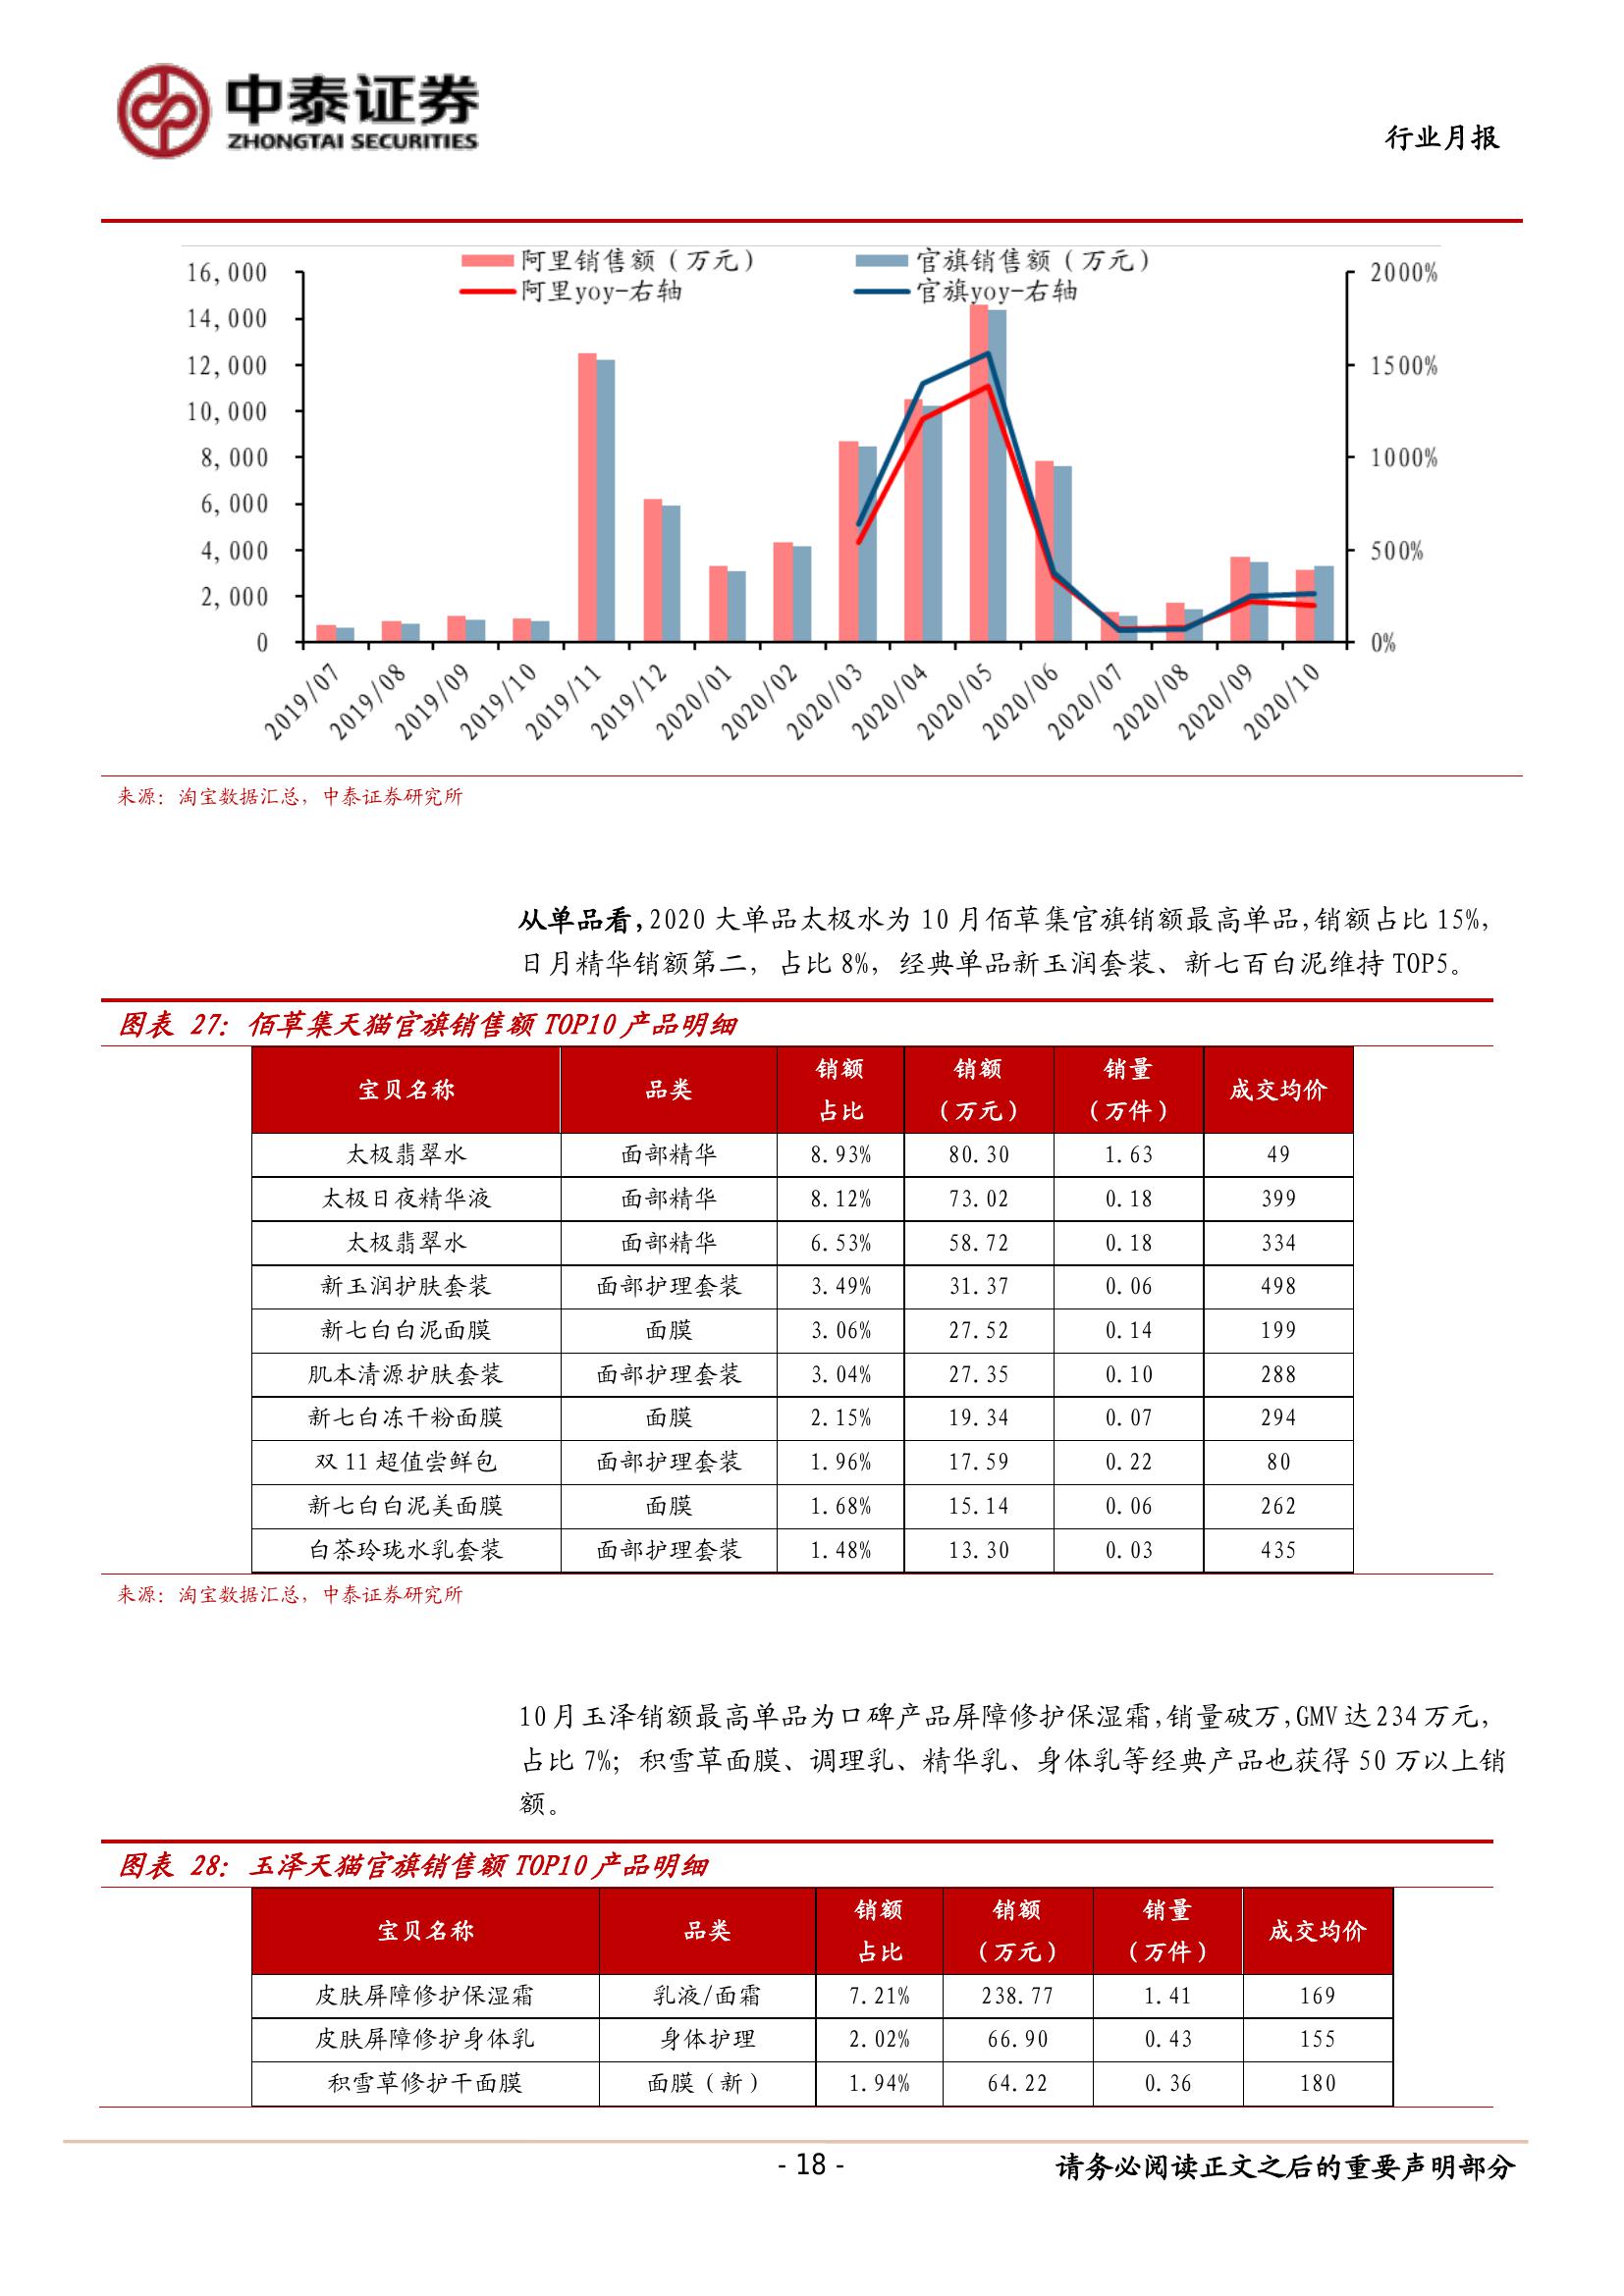 中泰证券
ZHONGTAI SECURITIES
行业月报
阿里销售额（万元） 官旗销售额（万元）
阿里yoy-右轴 官旗yoy-右轴
16,000 2000%
14,000
12,000 1500%
10,000
8,000 1000%
6,000
4,000 500%
2,000
0 0%
2019/07 2019/08 2019/09 2019/10 2019/11 2019/12 2020/01 2020/02 2020/03 2020/04 2020/05 2020/06 2020/07 2020/08 2020/09 2020/10
来源：淘宝数据汇总，中泰证券研究所
从单品看，2020 大单品太极水为 10 月佰草集官旗销额最高单品，销额占比 15%，
日月精华销额第二，占比 8%，经典单品新玉润套装、新七百白泥维持 TOP5。
图表 27：佰草集天猫官旗销售额 TOP10 产品明细
宝贝名称 品类 销额占比 销额（万元） 销量（万件） 成交均价
太极翡翠水 面部精华 8.93% 80.30 1.63 49
太极日夜精华液 面部精华 8.12% 73.02 0.18 399
太极翡翠水 面部精华 6.53% 58.72 0.18 334
新玉润护肤套装 面部护理套装 3.49% 31.37 0.06 498
新七白白泥面膜 面膜 3.06% 27.52 0.14 199
肌本清源护肤套装 面部护理套装 3.04% 27.35 0.10 288
新七白冻干粉面膜 面膜 2.15% 19.34 0.07 294
双 11 超值尝鲜包 面部护理套装 1.96% 17.59 0.22 80
新七白白泥美面膜 面膜 1.68% 15.14 0.06 262
白茶玲珑水乳套装 面部护理套装 1.48% 13.30 0.03 435
来源：淘宝数据汇总，中泰证券研究所
10 月玉泽销额最高单品为口碑产品屏障修护保湿霜，销量破万，GMV 达 234 万元，
占比 7%；积雪草面膜、调理乳、精华乳、身体乳等经典产品也获得 50 万以上销
额。
图表 28：玉泽天猫官旗销售额 TOP10 产品明细
宝贝名称 品类 销额占比 销额（万元） 销量（万件） 成交均价
皮肤屏障修护保湿霜 乳液/面霜 7.21% 238.77 1.41 169
皮肤屏障修护身体乳 身体护理 2.02% 66.90 0.43 155
积雪草修护干面膜 面膜（新） 1.94% 64.22 0.36 180
- 18 -
请务必阅读正文之后的重要声明部分